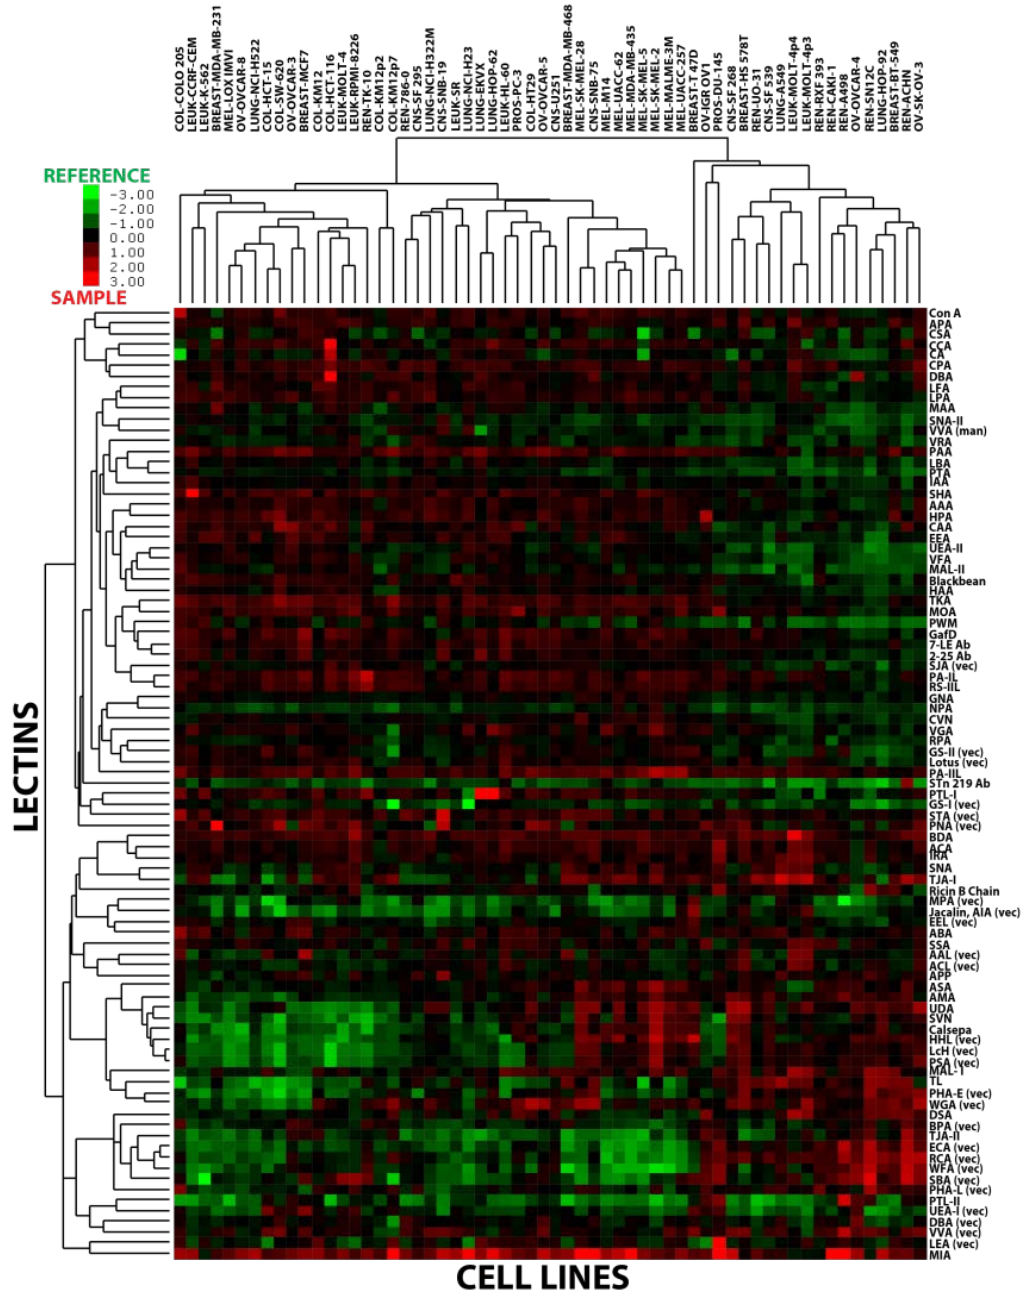 COL-COLO 205
LEUK-CCRF-CEM
LEUK-K-562
BREAST-MDA-MB-231
MEL-LOX IMVI
OV-OVCAR-8
LUNG-NCI-H522
COL-HCT-15
COL-SW-620
OV-OVCAR-3
BREAST-MCF7
COL-KM12
COL-HCT-116
LEUK-MOLT-4
LEUK-RPMI-8226
REN-TK-10
COL-KM12p2
COL-KM12p7
REN-786-0
CNS-SF 295
LUNG-NCI-H322M
CNS-SNB-19
LEUK-SR
LUNG-NCI-H23
LUNG-EKVX
LUNG-HOP-62
LEUK-HL-60
PROS-PC-3
COL-HT29
OV-OVCAR-5
CNS-U251
BREAST-MDA-MB-468
MEL-SK-MEL-28
CNS-SNB-75
MEL-M14
MEL-UACC-62
MEL-MDA-MB-435
MEL-SK-MEL-5
MEL-SK-MEL-2
MEL-MALME-3M
MEL-UACC-257
BREAST-T 47D
OV-IGR OV1
PROS-DU-145
CNS-SF 268
BREAST-HS 578T
REN-UO-31
CNS-SF 539
LUNG-A549
LEUK-MOLT-4p4
LEUK-MOLT-4p3
REN-RXF 393
REN-CAKI-1
REN-A498
OV-OVCAR-4
REN-SN12C
LUNG-HOP-92
BREAST-BT-549
REN-ACHN
OV-SK-OV-3
REFERENCE
-3.00
-2.00
-1.00
0.00
1.00
2.00
3.00
SAMPLE
Con A
APA
CSA
CCA
CA
CPA
DBA
LFA
LPA
MAA
SNA-II
VVA (man)
VRA
PAA
LBA
PTA
IAA
SHA
AAA
HPA
CAA
EEA
UEA-II
VFA
MAL-II
Blackbean
HAA
TKA
MOA
PWM
GafD
7-LE Ab
2-25 Ab
SJA (vec)
PA-IL
RS-IIL
GNA
NPA
CVN
VGA
RPA
GS-II (vec)
Lotus (vec)
PA-IIL
STn 219 Ab
PTL-I
GS-I (vec)
STA (vec)
PNA (vec)
BDA
ACA
IRA
SNA
TJA-I
Ricin B Chain
MPA (vec)
Jacalin, AIA (vec)
EEL (vec)
ABA
SSA
AAL (vec)
ACL (vec)
APP
ASA
AMA
UDA
SVN
Calsepa
HHL (vec)
LcH (vec)
PSA (vec)
MAL- I
TL
PHA-E (vec)
WGA (vec)
DSA
BPA (vec)
TJA-II
ECA (vec)
RCA (vec)
WFA (vec)
SBA (vec)
PHA-L (vec)
PTL-II
UEA-I (vec)
DBA (vec)
VVA (vec)
LEA (vec)
MIA
LECTINS
CELL LINES